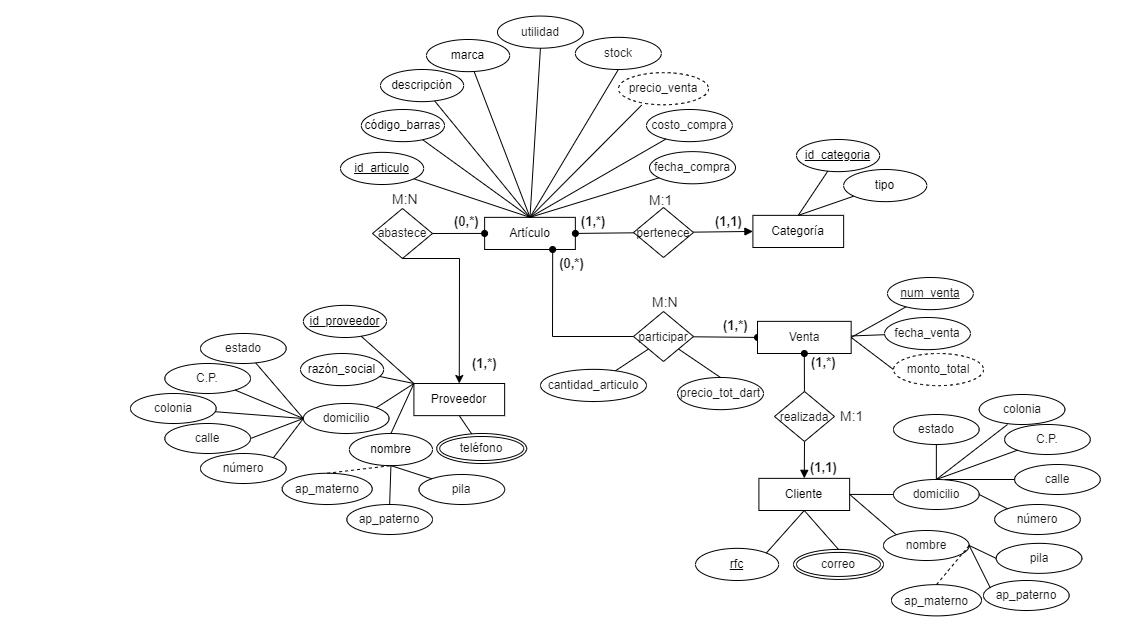 utilidad
marca
stock
descripción
precio_venta
código_barras
costo_compra
id_articulo
fecha_compra
id_categoria
tipo
M:N
abastece
(0,*)
Artículo
(1,*)
M:1
pertenece
(1,1)
Categoría
(0,*)
M:N
participar
(1,*)
Venta
num_venta
fecha_venta
monto_total
(1,*)
cantidad_articulo
precio_tot_dart
realizada
M:1
(1,1)
Cliente
id_proveedor
razón_social
(1,*)
Proveedor
estado
C.P.
colonia
calle
número
domicilio
nombre
teléfono
ap_materno
pila
ap_paterno
colonia
estado
C.P.
calle
domicilio
número
nombre
pila
ap_materno
ap_paterno
rfc
correo